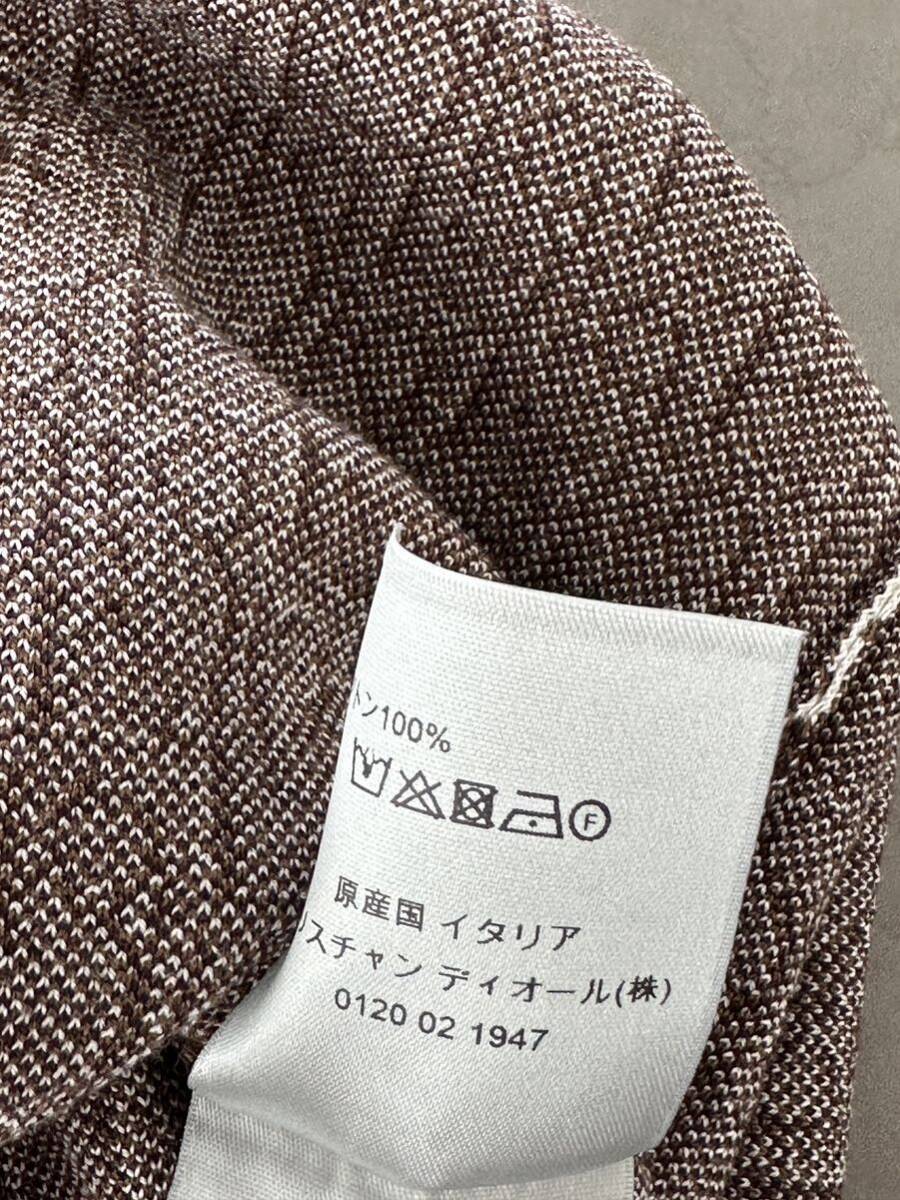 トン100%
F
原産国 イタリア
リスチャン ディオール(株)
0120 02 1947